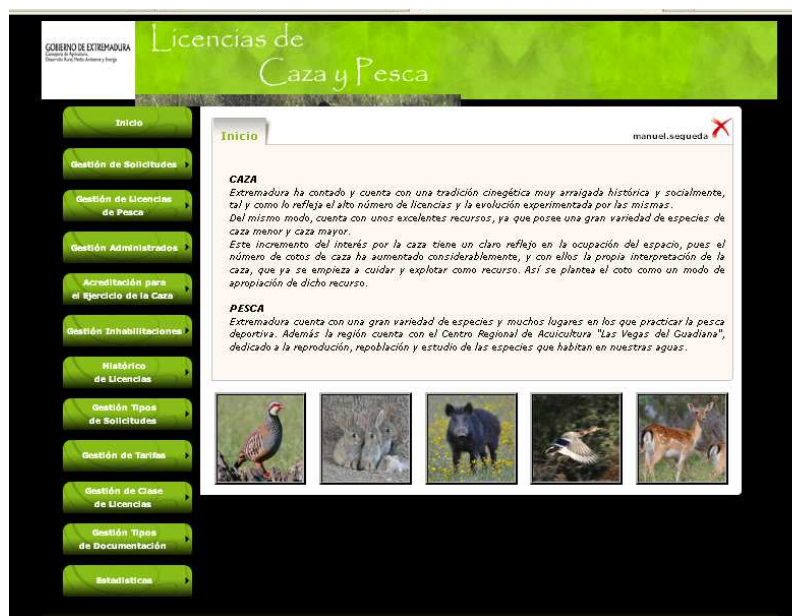 GOBIERNO DE EXTREMADURA
Consejería de Agricultura,
Desarrollo Rural, Medio Ambiente y Energía
Licencias de
Caza y Pesca
Inicio
Gestión de Solicitudes
Gestión de Licencias
de Pesca
Gestión Administrados
Acreditación para
el Ejercicio de la Caza
Gestión Inhabilitaciones
Histórico
de Licencias
Gestión Tipos
de Solicitudes
Gestión de Tarifas
Gestión de Clase
de Licencias
Gestión Tipos
de Documentación
Estadísticas
Inicio
manuel.sequeda
CAZA
Extremadura ha contado y cuenta con una tradición cinegética muy arraigada histórica y socialmente,
tal y como lo refleja el alto número de licencias y la evolución experimentada por las mismas.
Del mismo modo, cuenta con unos excelentes recursos, ya que posee una gran variedad de especies de
caza menor y caza mayor.
Este incremento del interés por la caza tiene un claro reflejo en la ocupación del espacio, pues el
número de cotos de caza ha aumentado considerablemente, y con ellos la propia interpretación de la
caza, que ya se empieza a cuidar y explotar como recurso. Así se plantea el coto como un modo de
apropiación de dicho recurso.
PESCA
Extremadura cuenta con una gran variedad de especies y muchos lugares en los que practicar la pesca
deportiva. Además la región cuenta con el Centro Regional de Acuicultura "Las Vegas del Guadiana",
dedicado a la reprodución, repoblación y estudio de las especies que habitan en nuestras aguas.